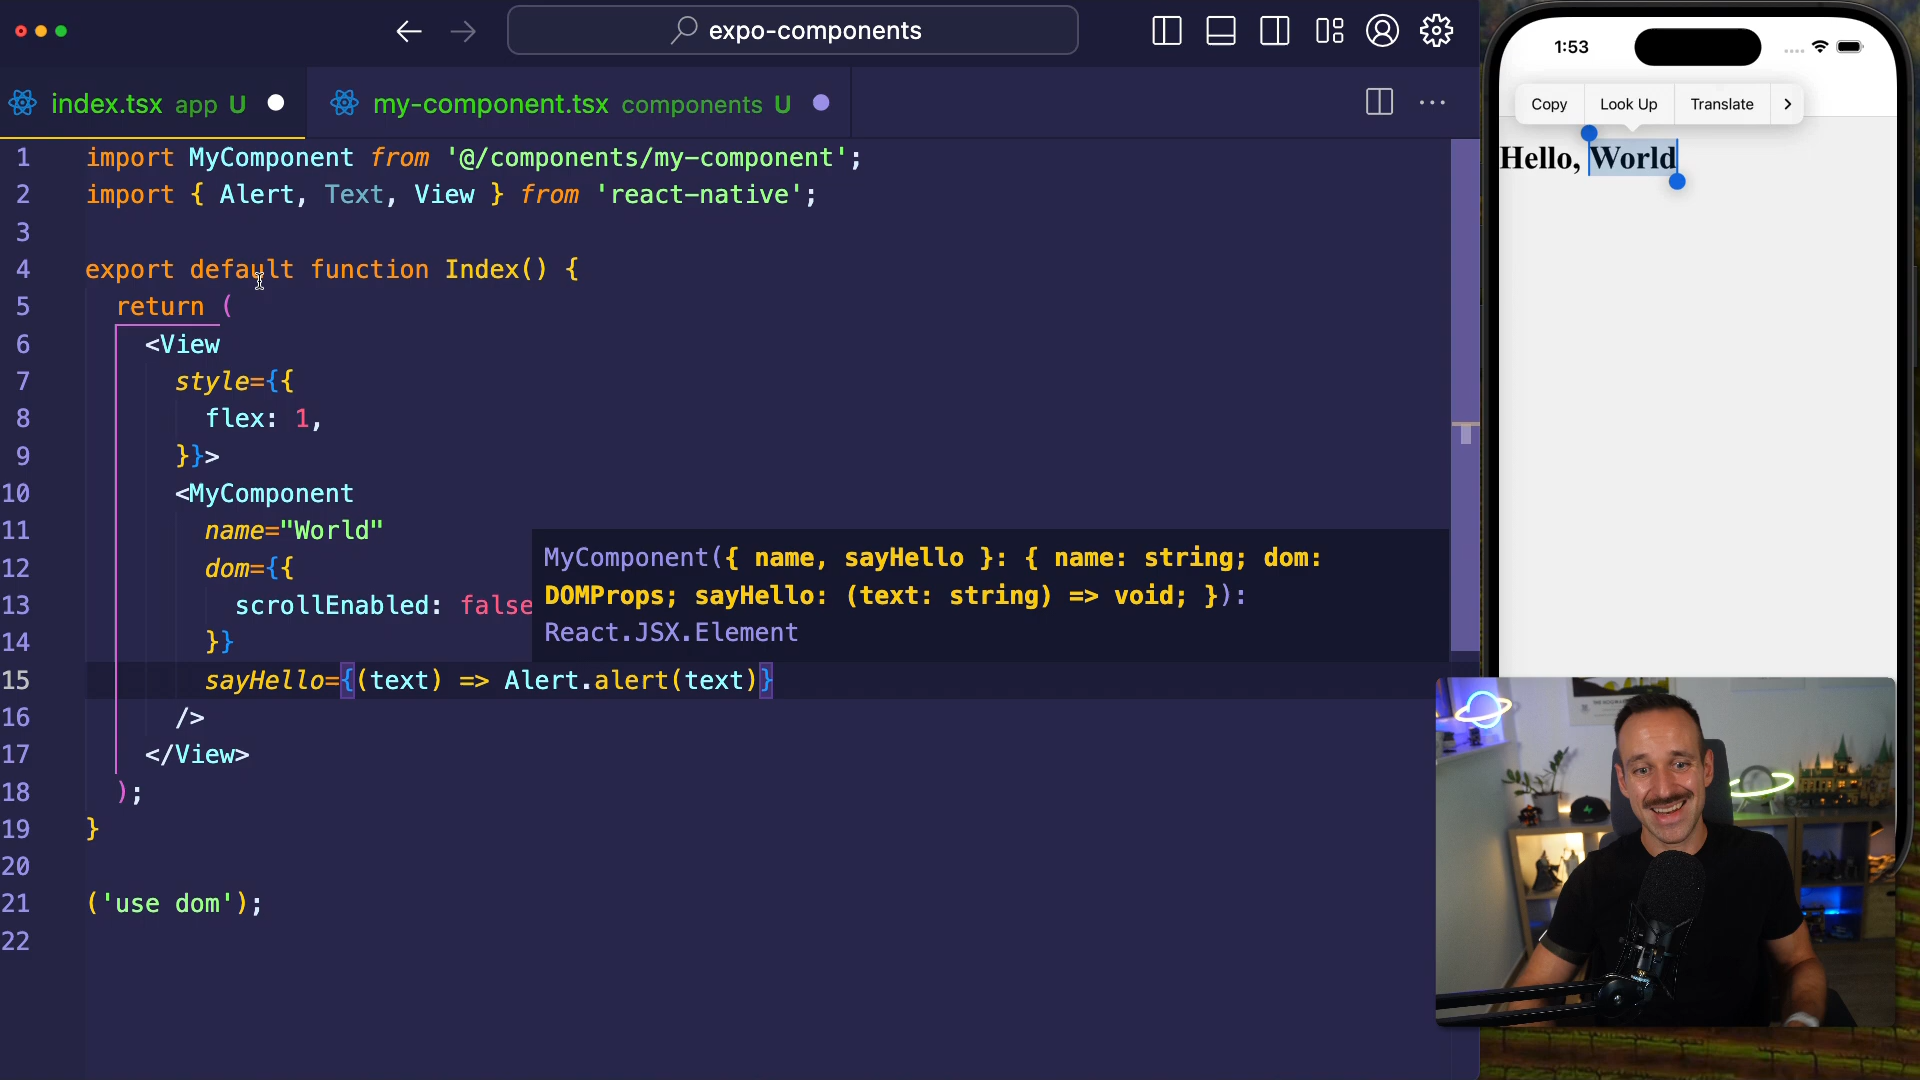 expo-components
index.tsx app U
my-component.tsx components U
1 import MyComponent from '@/components/my-component';
2 import { Alert, Text, View } from 'react-native';
3
4 export default function Index() {
5 return (
6 <View
7 style={{
8 flex: 1,
9 }}>
10 <MyComponent
11 name="World"
12 dom={{
13 scrollEnabled: false
14 }}
15 sayHello={(text) => Alert.alert(text)}
16 />
17 </View>
18 );
19 }
20
21 ('use dom');
22
MyComponent({ name, sayHello }: { name: string; dom:
DOMProps; sayHello: (text: string) => void; }):
React.JSX.Element
1:53
Copy Look Up Translate
Hello, World